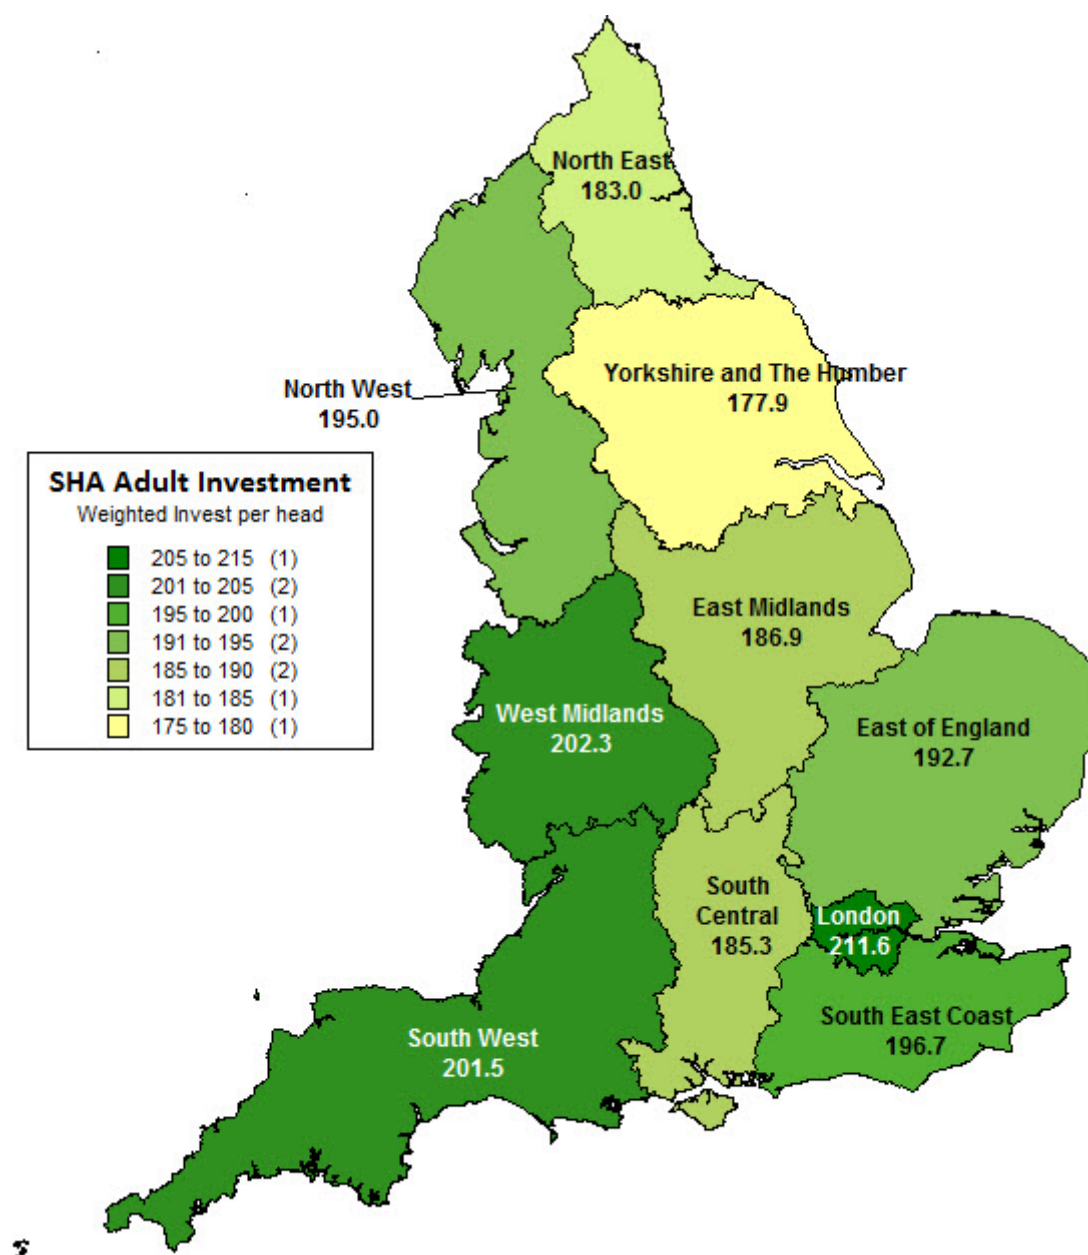 North East
183.0
Yorkshire and The Humber
177.9
North West
195.0
SHA Adult Investment
Weighted Invest per head
205 to 215 (1)
201 to 205 (2)
195 to 200 (1)
191 to 195 (2)
185 to 190 (2)
181 to 185 (1)
175 to 180 (1)
East Midlands
186.9
West Midlands
202.3
East of England
192.7
South
Central
185.3
London
211.6
South East Coast
196.7
South West
201.5